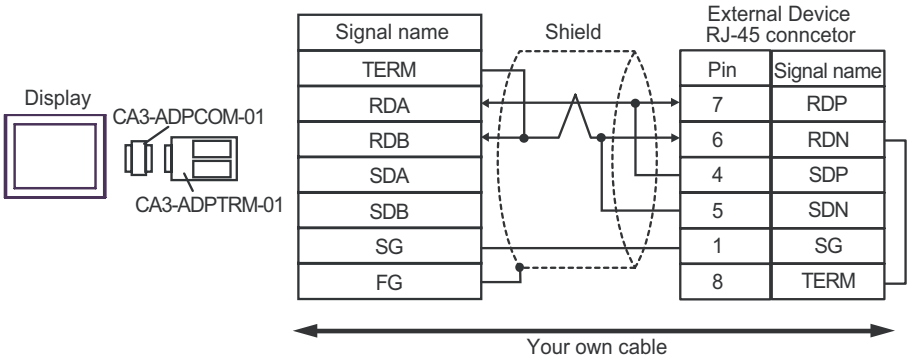 Display
CA3-ADPCOM-01
CA3-ADPTRM-01
Signal name
TERM
RDA
RDB
SDA
SDB
SG
FG
Shield
External Device
RJ-45 conncetor
Pin Signal name
7 RDP
6 RDN
4 SDP
5 SDN
1 SG
8 TERM
Your own cable